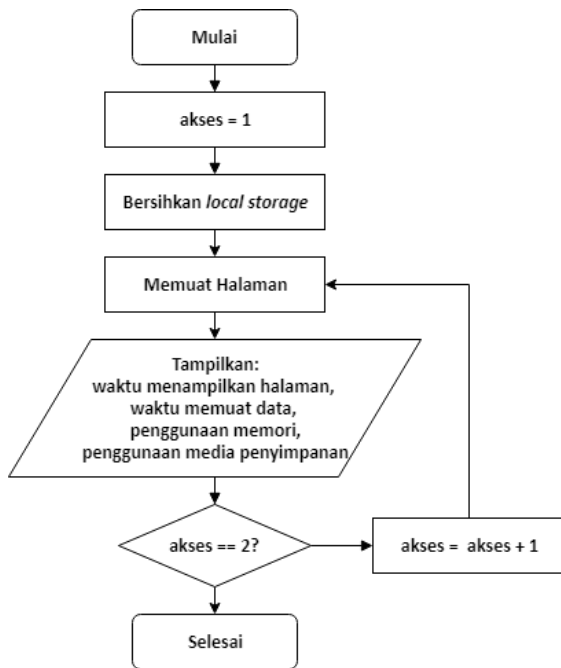 Mulai
akses = 1
Bersihkan local storage
Memuat Halaman
Tampilkan:
waktu menampilkan halaman,
waktu memuat data,
penggunaan memori,
penggunaan media penyimpanan
akses == 2?
akses = akses + 1
Selesai